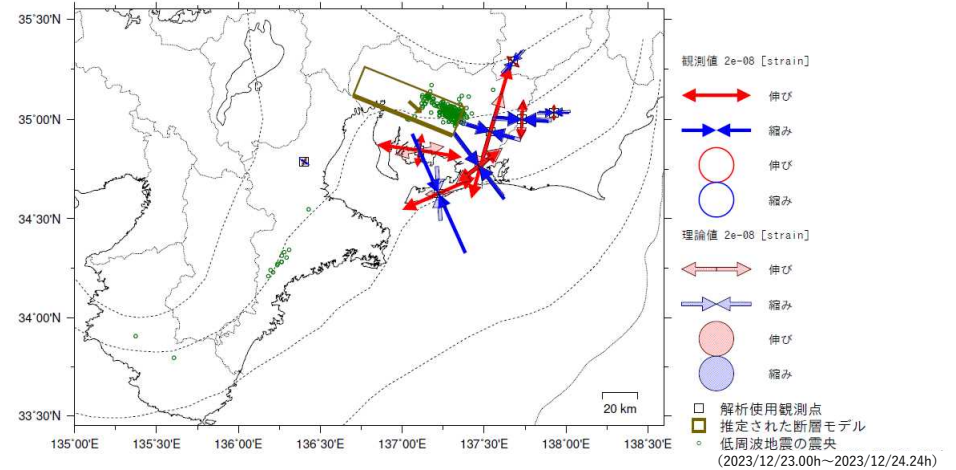 35°30'N
35°00'N
34°30'N
34°00'N
33°30'N
135°00'E
135°30'E
136°00'E
136°30'E
137°00'E
137°30'E
138°00'E
138°30'E
20 km
観測値 2e-08 [strain]
伸び
縮み
伸び
縮み
理論値 2e-08 [strain]
伸び
縮み
伸び
縮み
解析使用観測点
推定された断層モデル
低周波地震の震央
(2023/12/23.00h～2023/12/24.24h)